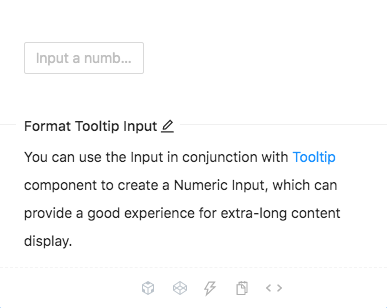 Input a numb...
Format Tooltip Input
You can use the Input in conjunction with Tooltip
component to create a Numeric Input, which can
provide a good experience for extra-long content
display.